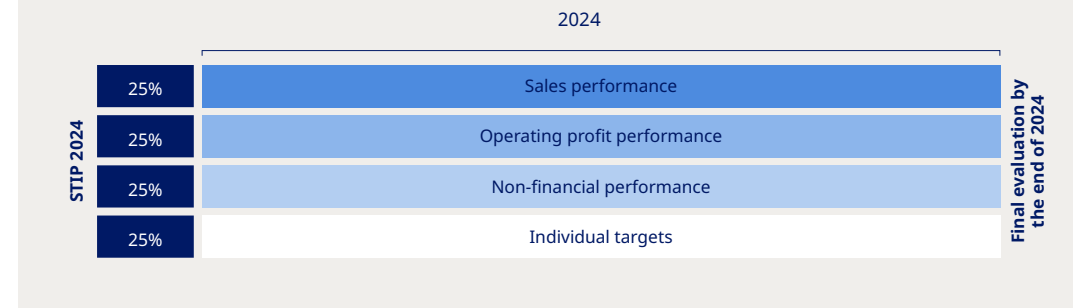 2024
STIP 2024
25%
Sales performance
25%
Operating profit performance
25%
Non-financial performance
25%
Individual targets
Final evaluation by
the end of 2024